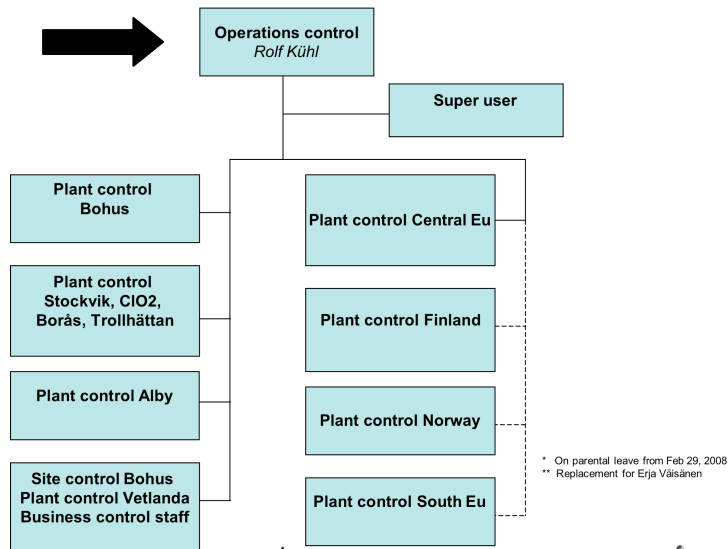 Operations control
Rolf Kühl
Super user
Plant control
Bohus
Plant control
Stockvik, ClO2,
Borås, Trollhättan
Plant control Alby
Site control Bohus
Plant control Vetlanda
Business control staff
Plant control Central Eu
Plant control Finland
Plant control Norway
Plant control South Eu
* On parental leave from Feb 29, 2008
** Replacement for Erja Väisänen